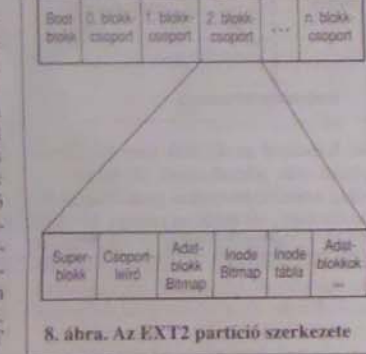 Boot blokk
0. blokk-csoport
1. blokk-csoport
2. blokk-csoport
...
n. blokk-csoport
Super-blokk
Csoport-leíró
Adat-blokk Bitmap
Inode Bitmap
Inode tábla
Adat-blokkok ...
8. ábra. Az EXT2 partíció szerkezete